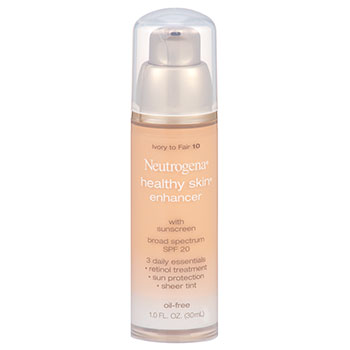 Ivory to Fair 10
Neutrogena®
healthy skin®
enhancer
with
sunscreen
broad spectrum
SPF 20
3 daily essentials
• retinol treatment
• sun protection
• sheer tint
oil-free
1.0 FL. OZ. (30mL)